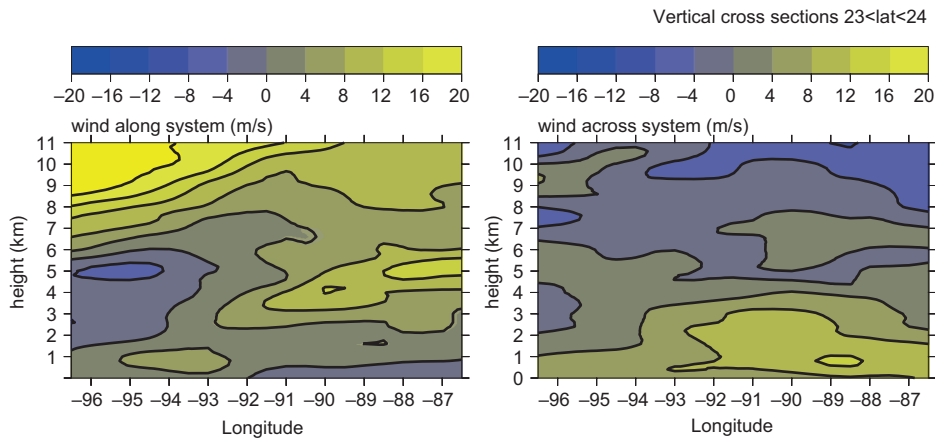 Vertical cross sections 23<lat<24
–20 –16 –12 –8 –4 0 4 8 12 16 20
–20 –16 –12 –8 –4 0 4 8 12 16 20
wind along system (m/s)
11
10
9
8
7
6
5
4
3
2
1
height (km)
–96 –95 –94 –93 –92 –91 –90 –89 –88 –87
Longitude
wind across system (m/s)
11
10
9
8
7
6
5
4
3
2
1
0
height (km)
–96 –95 –94 –93 –92 –91 –90 –89 –88 –87
Longitude